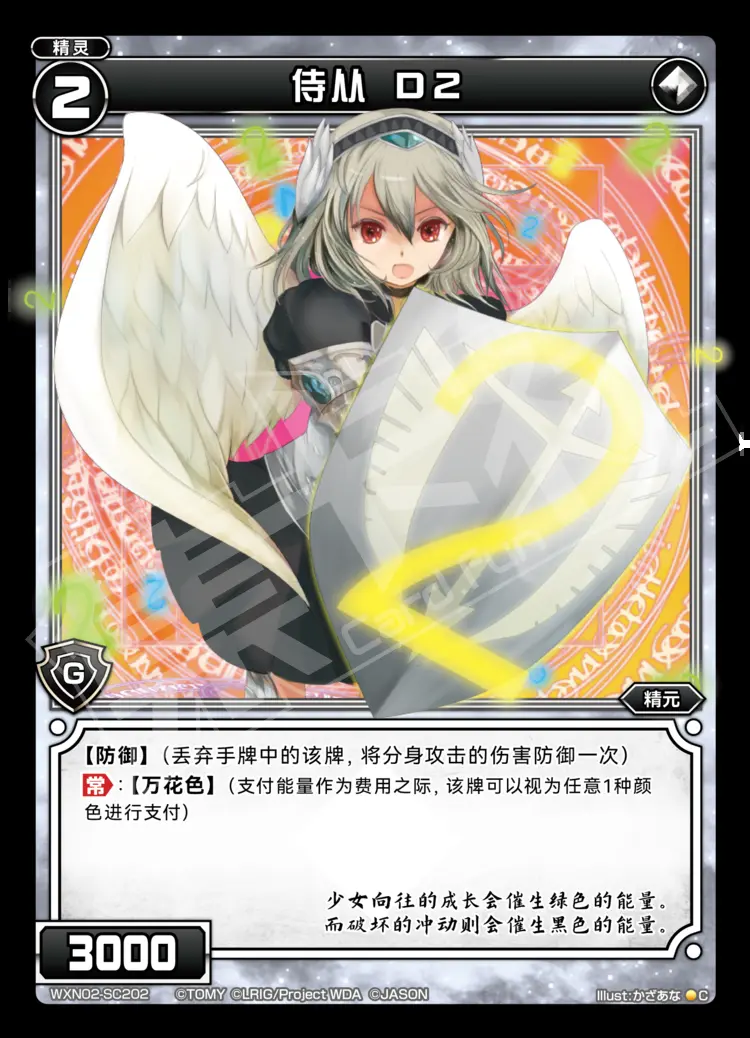 精灵
2
侍从 D2
2
G
精元
【防御】（丢弃手牌中的该牌，将分身攻击的伤害防御一次）
常：【万花色】（支付能量作为费用之际，该牌可以视为任意1种颜
色进行支付）
少女向往的成长会催生绿色的能量。
而破坏的冲动则会催生黑色的能量。
3000
WXN02-SC202 ©TOMY ©LRIG/Project WDA ©JASON
Illust:かざあな C
Card Fun